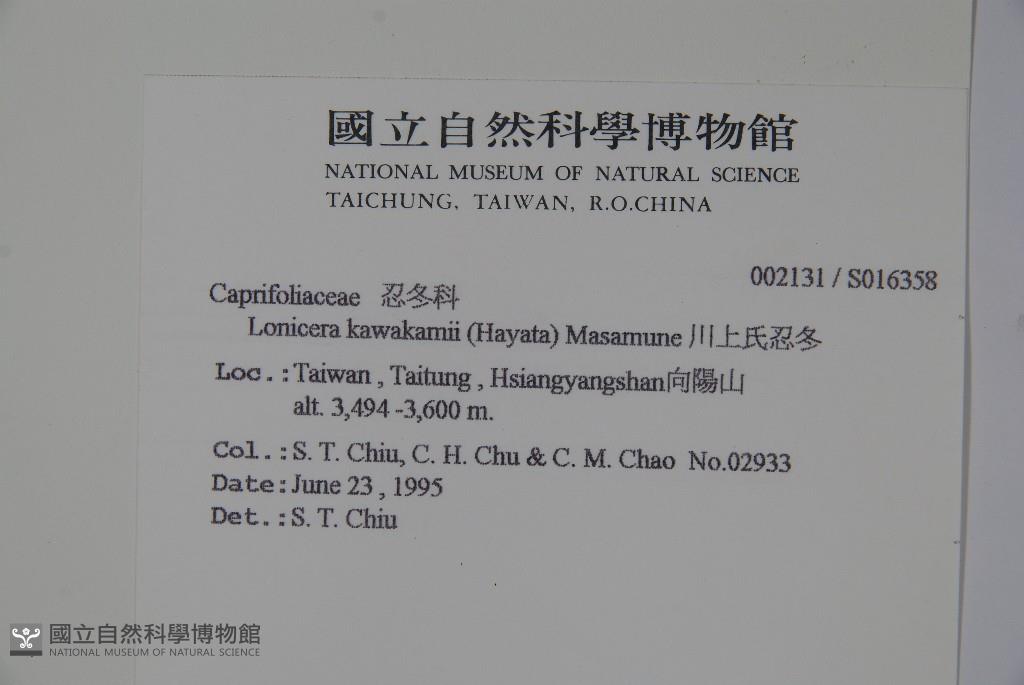 國立自然科學博物館
NATIONAL MUSEUM OF NATURAL SCIENCE
TAICHUNG, TAIWAN, R.O.CHINA
002131 / S016358
Caprifoliaceae 忍冬科
Lonicera kawakamii (Hayata) Masamune 川上氏忍冬
Loc.:Taiwan , Taitung , Hsiangyangshan向陽山
alt. 3,494 -3,600 m.
Col.:S. T. Chiu, C. H. Chu & C. M. Chao No.02933
Date:June 23 , 1995
Det.:S. T. Chiu
國立自然科學博物館
NATIONAL MUSEUM OF NATURAL SCIENCE